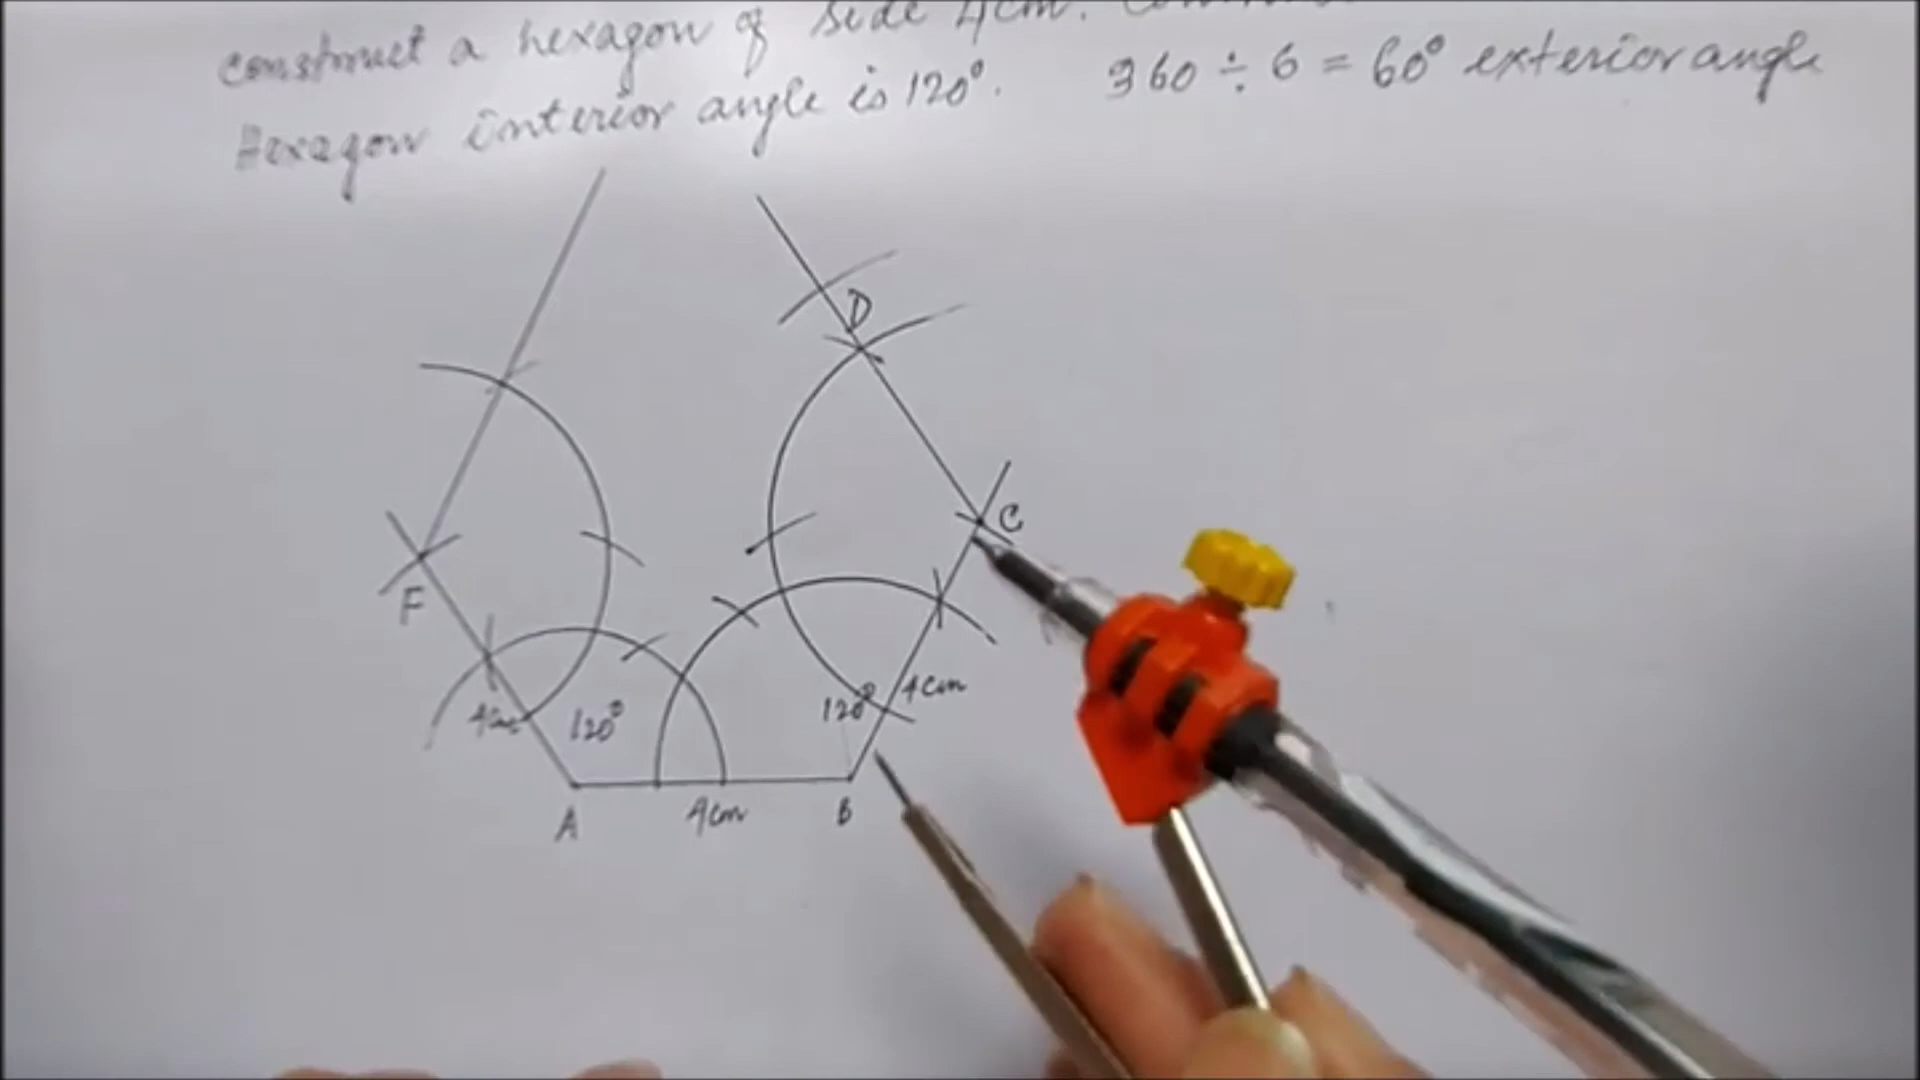 construct a hexagon of side 4cm.
360 ÷ 6 = 60° exterior angle
Hexagon interior angle is 120°.
D
C
F
4cm
120°
120°
4cm
A
4cm
B